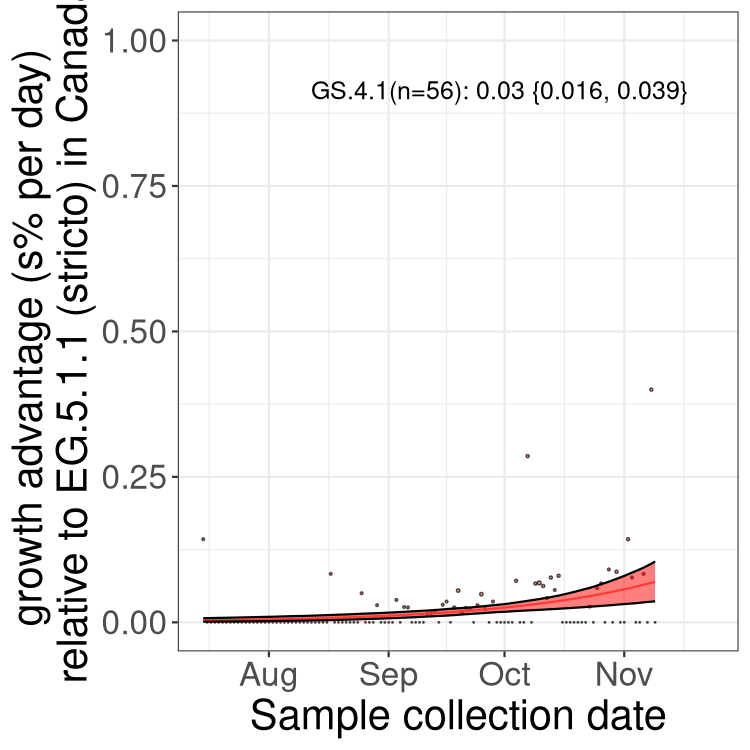 growth advantage (s% per day)
relative to EG.5.1.1 (stricto) in Canada
1.00
0.75
0.50
0.25
0.00
GS.4.1(n=56): 0.03 {0.016, 0.039}
Aug Sep Oct Nov
Sample collection date